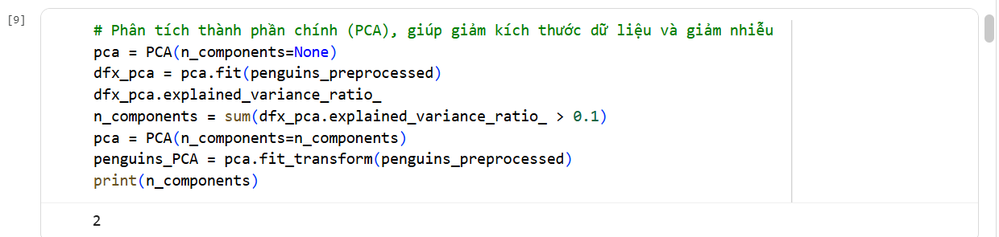 [9]
# Phân tích thành phần chính (PCA), giúp giảm kích thước dữ liệu và giảm nhiễu
pca = PCA(n_components=None)
dfx_pca = pca.fit(penguins_preprocessed)
dfx_pca.explained_variance_ratio_
n_components = sum(dfx_pca.explained_variance_ratio_ > 0.1)
pca = PCA(n_components=n_components)
penguins_PCA = pca.fit_transform(penguins_preprocessed)
print(n_components)
2